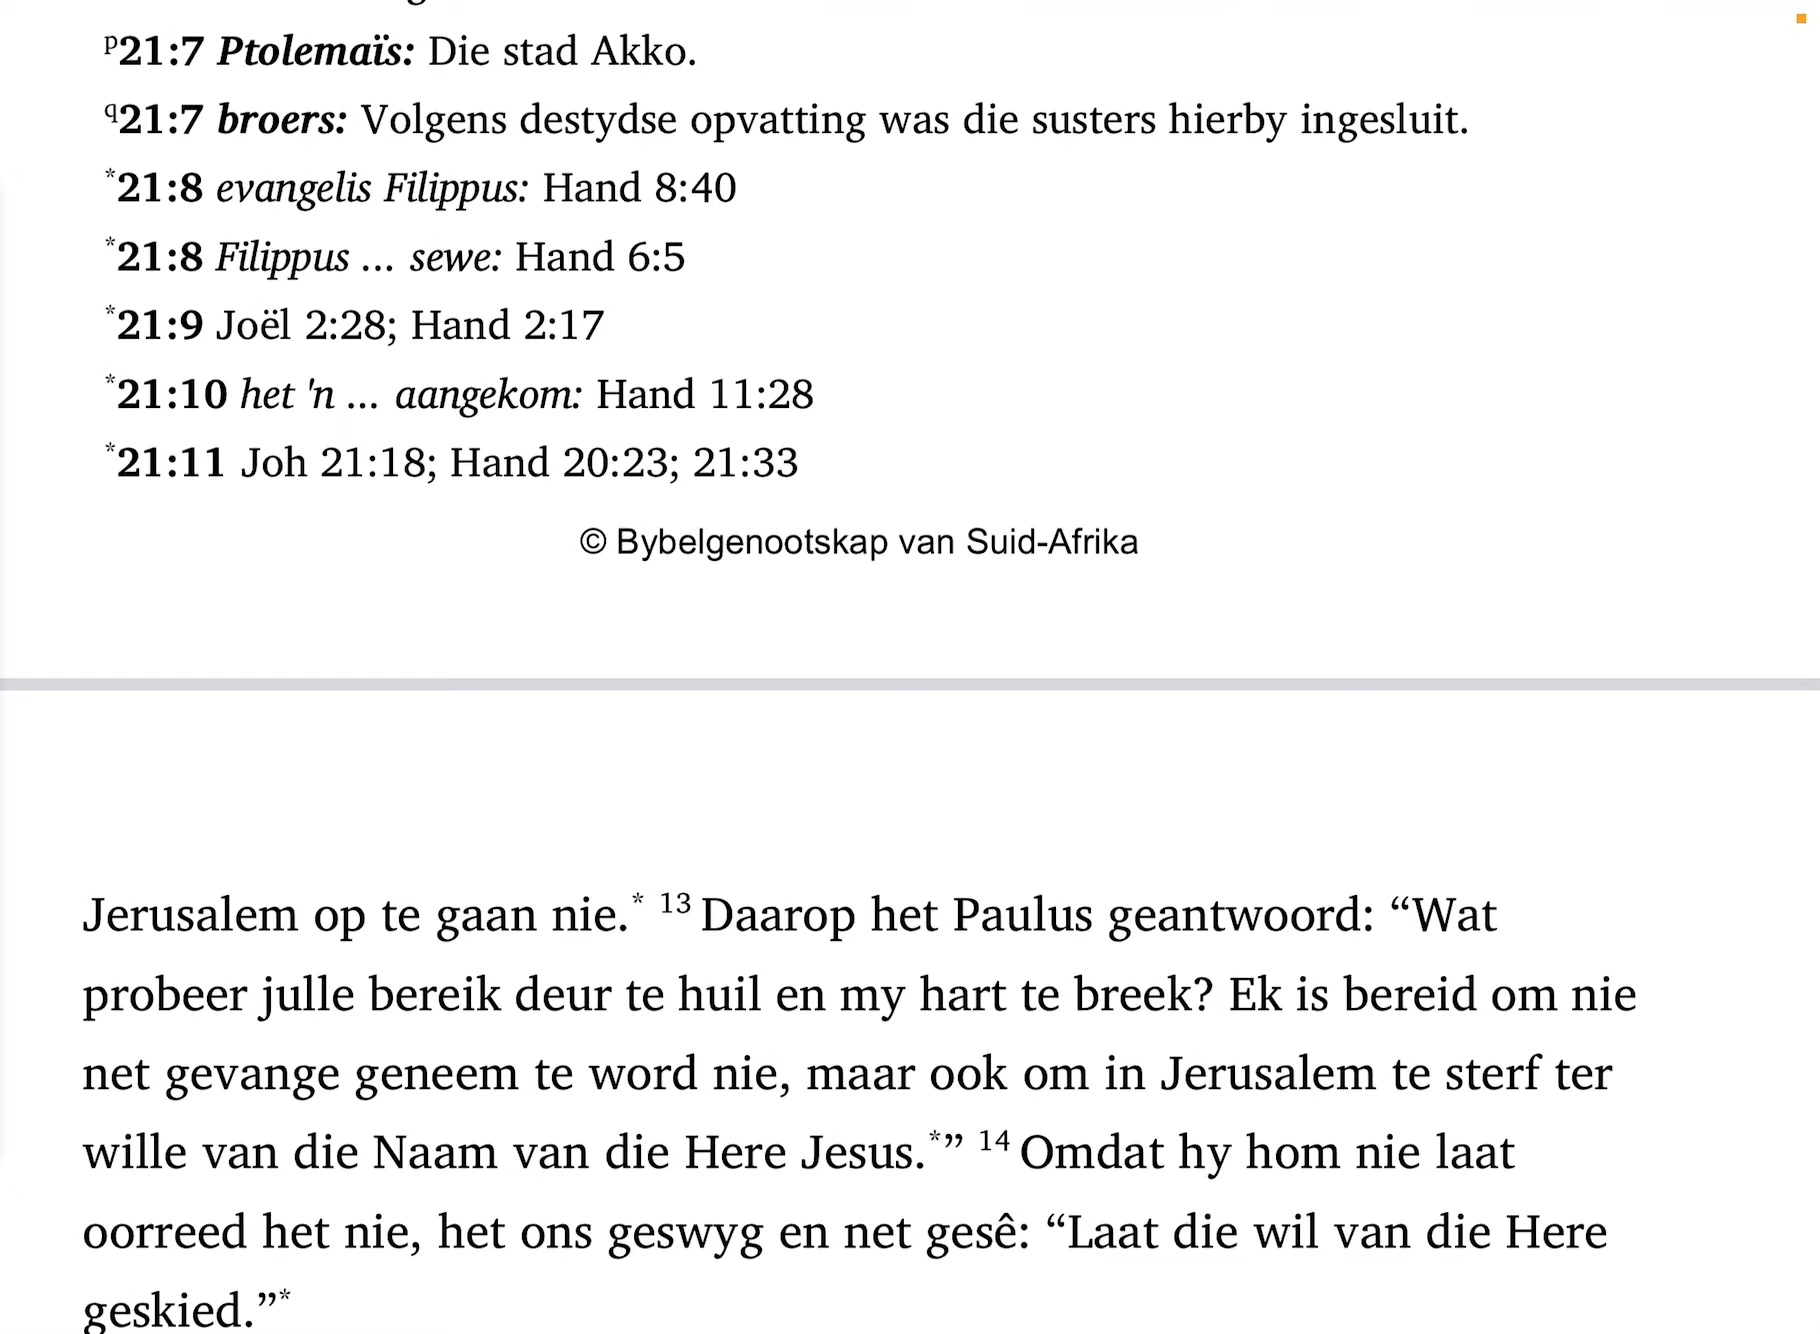 p21:7 Ptolemaïs: Die stad Akko.
q21:7 broers: Volgens destydse opvatting was die susters hierby ingesluit.
*21:8 evangelis Filippus: Hand 8:40
*21:8 Filippus ... sewe: Hand 6:5
*21:9 Joël 2:28; Hand 2:17
*21:10 het 'n ... aangekom: Hand 11:28
*21:11 Joh 21:18; Hand 20:23; 21:33
© Bybelgenootskap van Suid-Afrika
Jerusalem op te gaan nie.* 13 Daarop het Paulus geantwoord: “Wat
probeer julle bereik deur te huil en my hart te breek? Ek is bereid om nie
net gevange geneem te word nie, maar ook om in Jerusalem te sterf ter
wille van die Naam van die Here Jesus.*” 14 Omdat hy hom nie laat
oorreed het nie, het ons geswyg en net gesê: “Laat die wil van die Here
geskied.”*